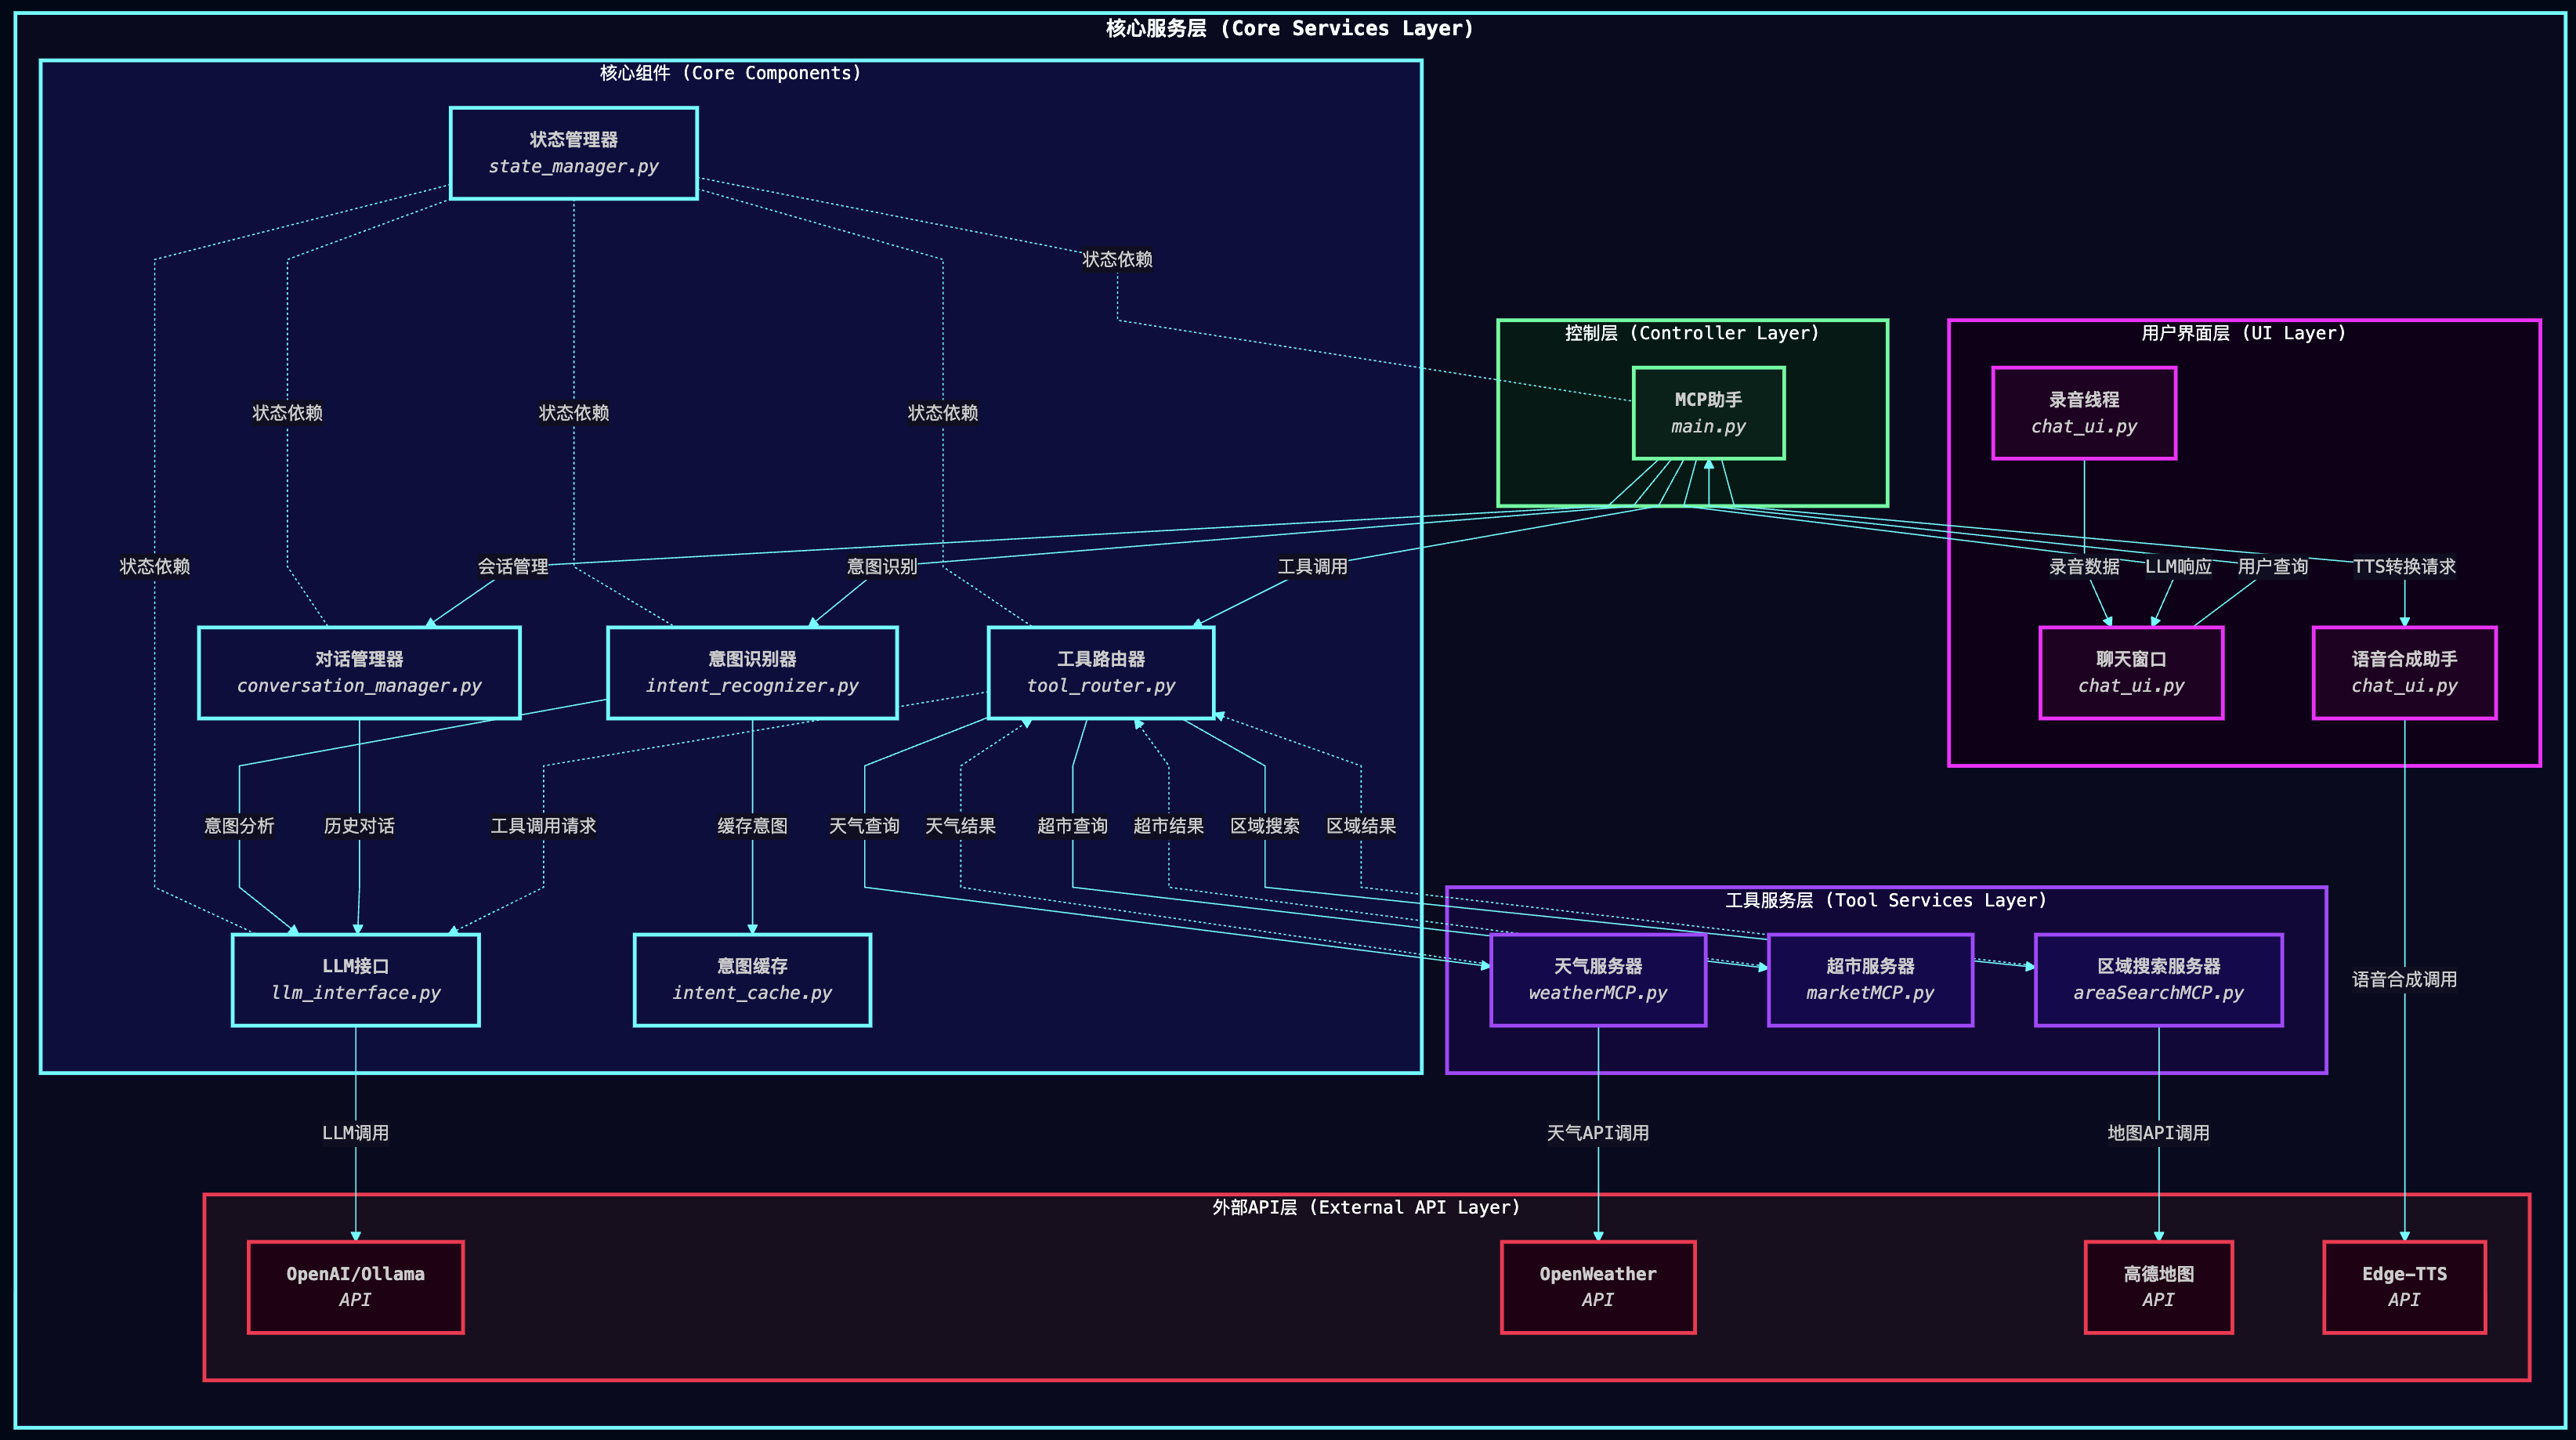 核心服务层 (Core Services Layer)
核心组件 (Core Components)
状态管理器
state_manager.py
状态依赖
控制层 (Controller Layer)
用户界面层 (UI Layer)
MCP助手
main.py
录音线程
chat_ui.py
状态依赖
状态依赖
状态依赖
状态依赖
会话管理
意图识别
工具调用
录音数据
LLM响应
用户查询
TTS转换请求
对话管理器
conversation_manager.py
意图识别器
intent_recognizer.py
工具路由器
tool_router.py
聊天窗口
chat_ui.py
语音合成助手
chat_ui.py
意图分析
历史对话
工具调用请求
缓存意图
天气查询
天气结果
超市查询
超市结果
区域搜索
区域结果
工具服务层 (Tool Services Layer)
LLM接口
llm_interface.py
意图缓存
intent_cache.py
天气服务器
weatherMCP.py
超市服务器
marketMCP.py
区域搜索服务器
areaSearchMCP.py
语音合成调用
LLM调用
天气API调用
地图API调用
外部API层 (External API Layer)
OpenAI/Ollama
API
OpenWeather
API
高德地图
API
Edge-TTS
API